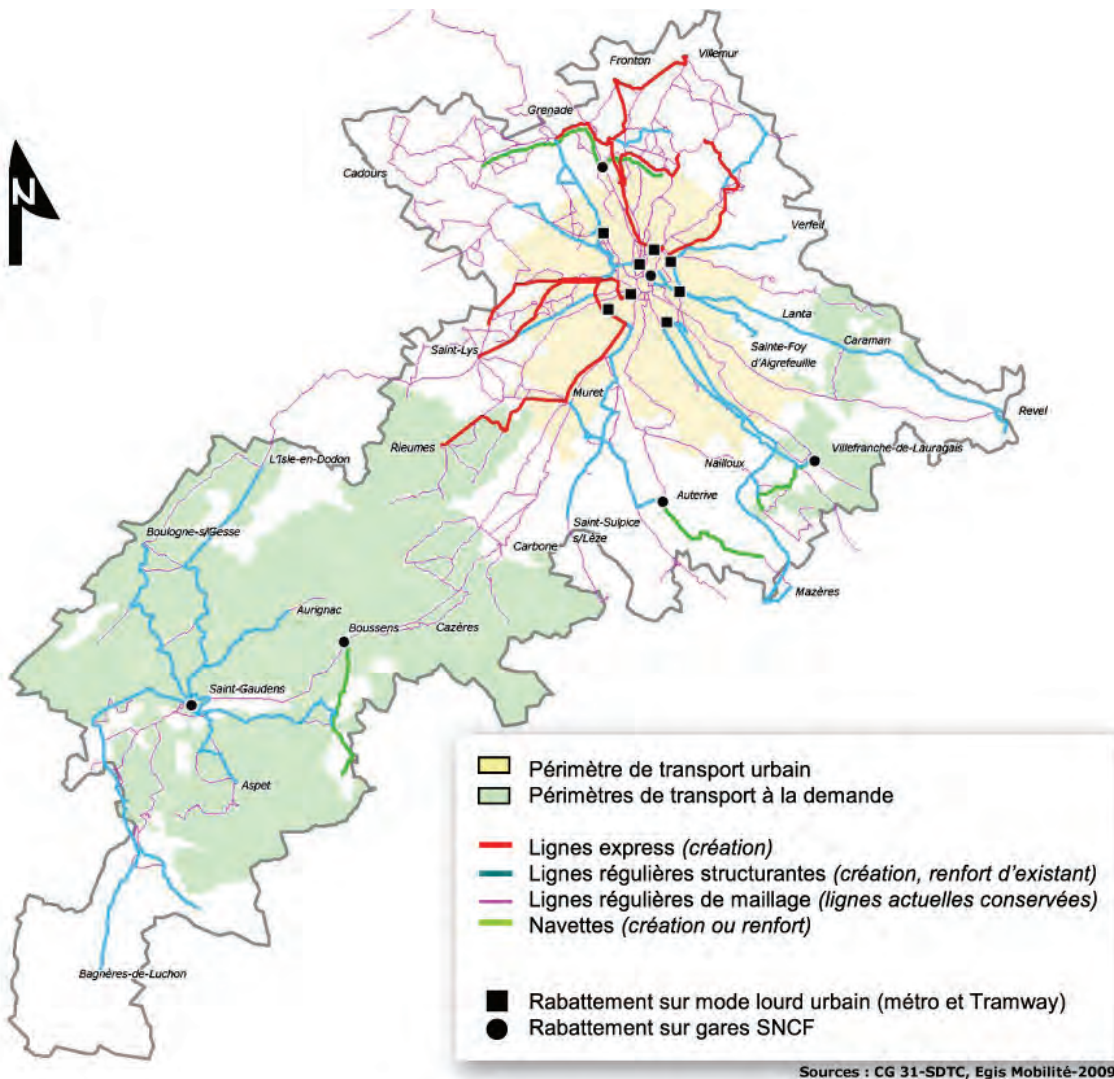 Villemur
Fronton
Grenade
N
Cadours
Verfeil
Lanta
Caraman
Sainte-Foy
d'Aigrefeuille
Saint-Lys
Revel
Muret
Rieumes
Villefranche-de-Lauragais
L'Isle-en-Dodon
Nailloux
Auterive
Boulogne-s/Gesse
Saint-Sulpice
s/Lèze
Carbone
Mazères
Aurignac
Boussens
Cazères
Saint-Gaudens
Aspet
Bagnères-de-Luchon
Périmètre de transport urbain
Périmètres de transport à la demande
Lignes express (création)
Lignes régulières structurantes (création, renfort d'existant)
Lignes régulières de maillage (lignes actuelles conservées)
Navettes (création ou renfort)
Rabattement sur mode lourd urbain (métro et Tramway)
Rabattement sur gares SNCF
Sources : CG 31-SDTC, Egis Mobilité-2009